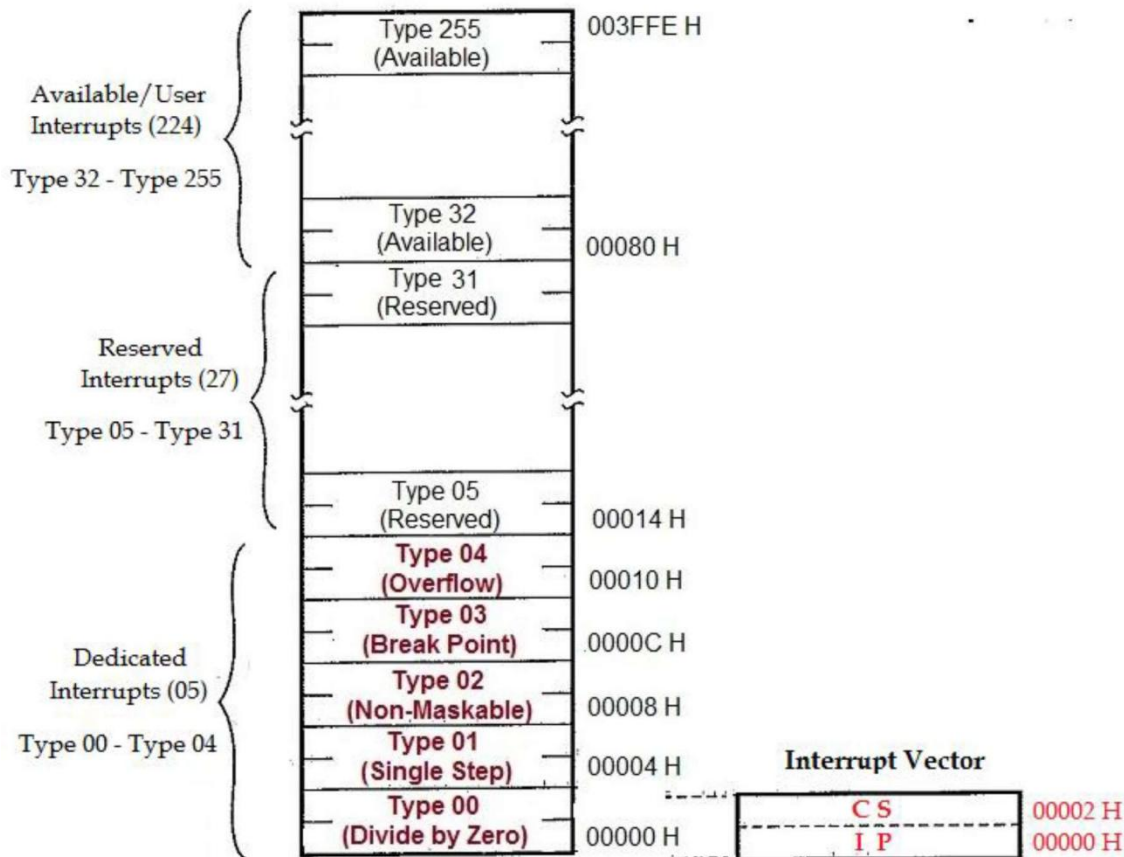 Type 255
(Available)
003FFE H
Available/User
Interrupts (224)
Type 32 - Type 255
Type 32
(Available)
00080 H
Type 31
(Reserved)
Reserved
Interrupts (27)
Type 05 - Type 31
Type 05
(Reserved)
00014 H
Type 04
(Overflow)
00010 H
Type 03
(Break Point)
0000C H
Dedicated
Interrupts (05)
Type 00 - Type 04
Type 02
(Non-Maskable)
00008 H
Type 01
(Single Step)
00004 H
Type 00
(Divide by Zero)
00000 H
Interrupt Vector
C S
00002 H
I P
00000 H